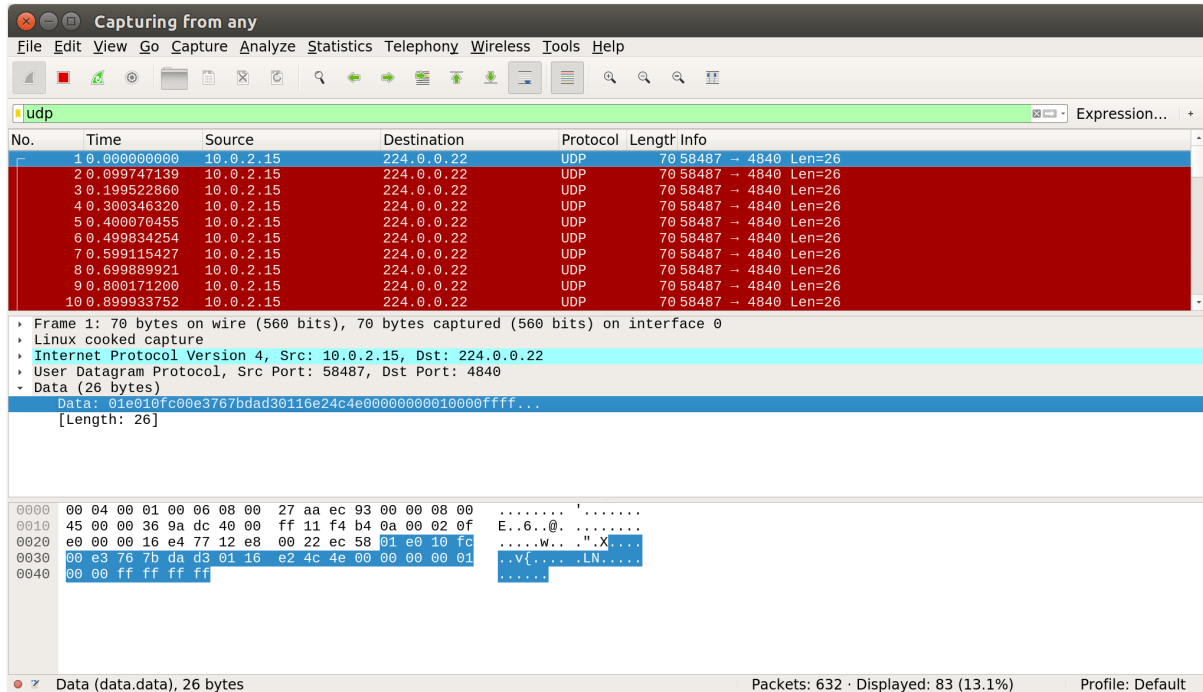 Capturing from any
File Edit View Go Capture Analyze Statistics Telephony Wireless Tools Help
udp Expression... +
No. Time Source Destination Protocol Length Info
1 0.000000000 10.0.2.15 224.0.0.22 UDP 70 58487 → 4840 Len=26
2 0.099747139 10.0.2.15 224.0.0.22 UDP 70 58487 → 4840 Len=26
3 0.199522860 10.0.2.15 224.0.0.22 UDP 70 58487 → 4840 Len=26
4 0.300346320 10.0.2.15 224.0.0.22 UDP 70 58487 → 4840 Len=26
5 0.400070455 10.0.2.15 224.0.0.22 UDP 70 58487 → 4840 Len=26
6 0.499834254 10.0.2.15 224.0.0.22 UDP 70 58487 → 4840 Len=26
7 0.599115427 10.0.2.15 224.0.0.22 UDP 70 58487 → 4840 Len=26
8 0.699889921 10.0.2.15 224.0.0.22 UDP 70 58487 → 4840 Len=26
9 0.800171200 10.0.2.15 224.0.0.22 UDP 70 58487 → 4840 Len=26
10 0.899933752 10.0.2.15 224.0.0.22 UDP 70 58487 → 4840 Len=26
Frame 1: 70 bytes on wire (560 bits), 70 bytes captured (560 bits) on interface 0
Linux cooked capture
Internet Protocol Version 4, Src: 10.0.2.15, Dst: 224.0.0.22
User Datagram Protocol, Src Port: 58487, Dst Port: 4840
Data (26 bytes)
Data: 01e010fc00e3767bdad30116e24c4e00000000010000ffff...
[Length: 26]
0000 00 04 00 01 00 06 08 00 27 aa ec 93 00 00 08 00 ........ '.......
0010 45 00 00 36 9a dc 40 00 ff 11 f4 b4 0a 00 02 0f E..6..@. ........
0020 e0 00 00 16 e4 77 12 e8 00 22 ec 58 01 e0 10 fc .....w.. .".X....
0030 00 e3 76 7b da d3 01 16 e2 4c 4e 00 00 00 00 01 ..v{.... .LN.....
0040 00 00 ff ff ff ff ......
Data (data.data), 26 bytes Packets: 632 · Displayed: 83 (13.1%) Profile: Default